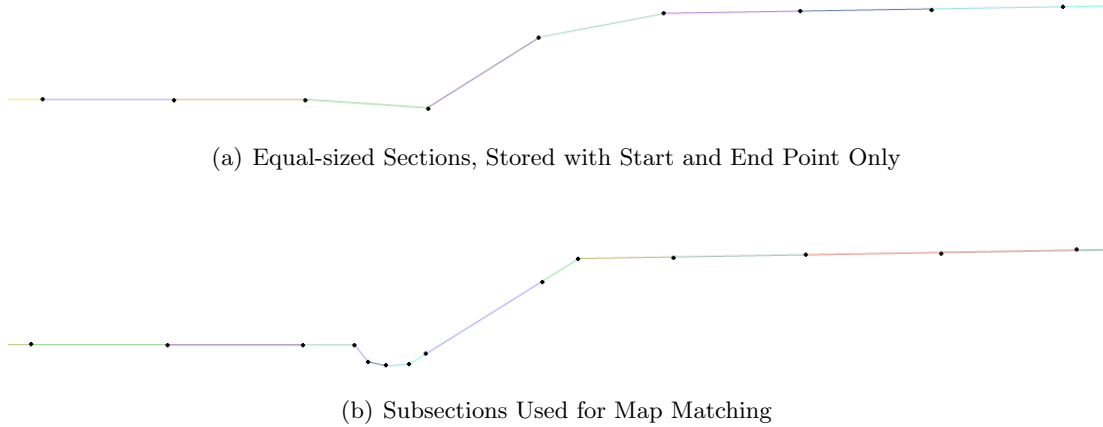 (a) Equal-sized Sections, Stored with Start and End Point Only
(b) Subsections Used for Map Matching